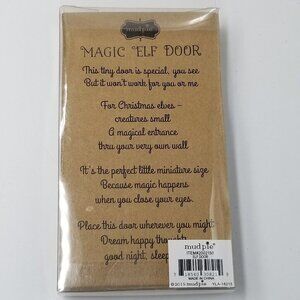 mudpie
MAGIC ELF DOOR
This tiny door is special, you see
But it won't work for you or me
For Christmas elves –
creatures small
A magical entrance
thru your very own wall
It's the perfect little miniature size
Because magic happens
when you close your eyes.
Place this door wherever you might
Dream happy
good night, sleep
mudpie
ELF DOOR
MADE IN CHINA
©2015 mudpie